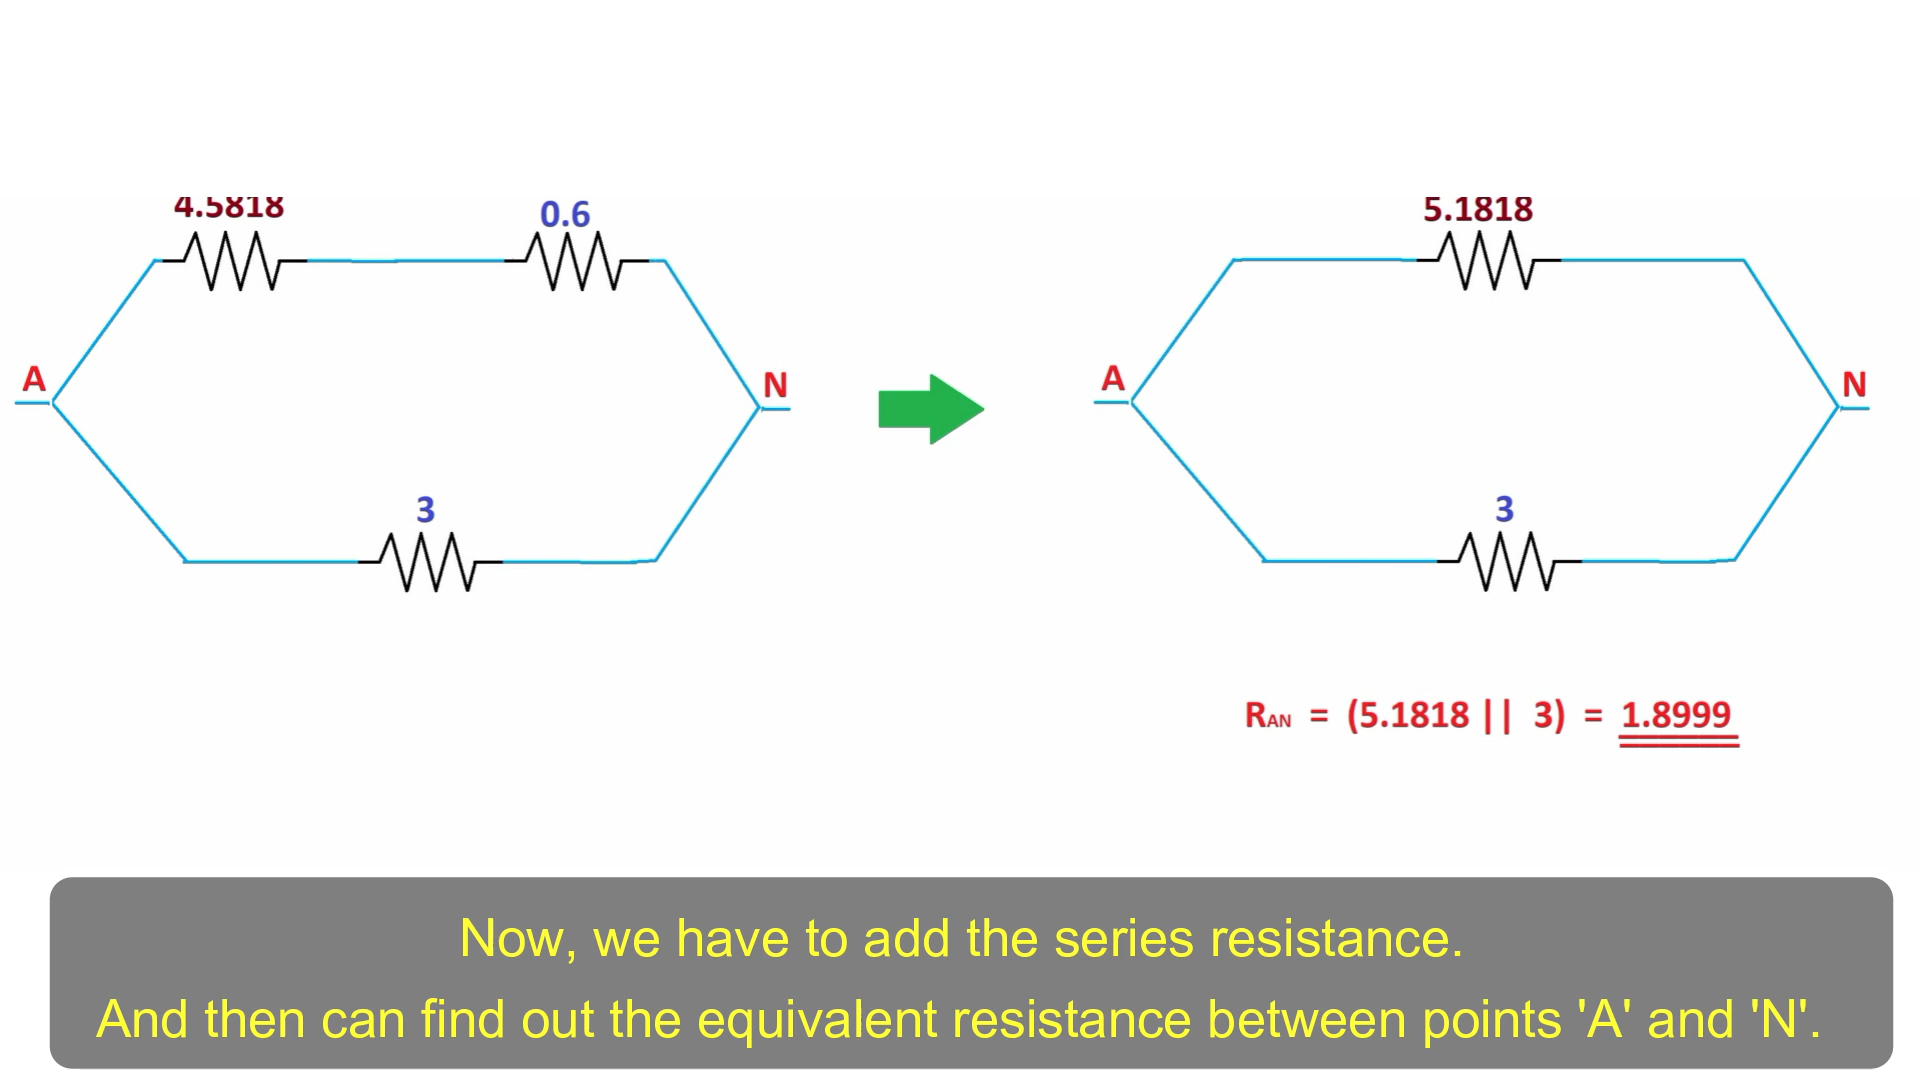 4.5818
0.6
5.1818
A
N
A
N
3
3
RAN = (5.1818 || 3) = 1.8999
Now, we have to add the series resistance.
And then can find out the equivalent resistance between points 'A' and 'N'.